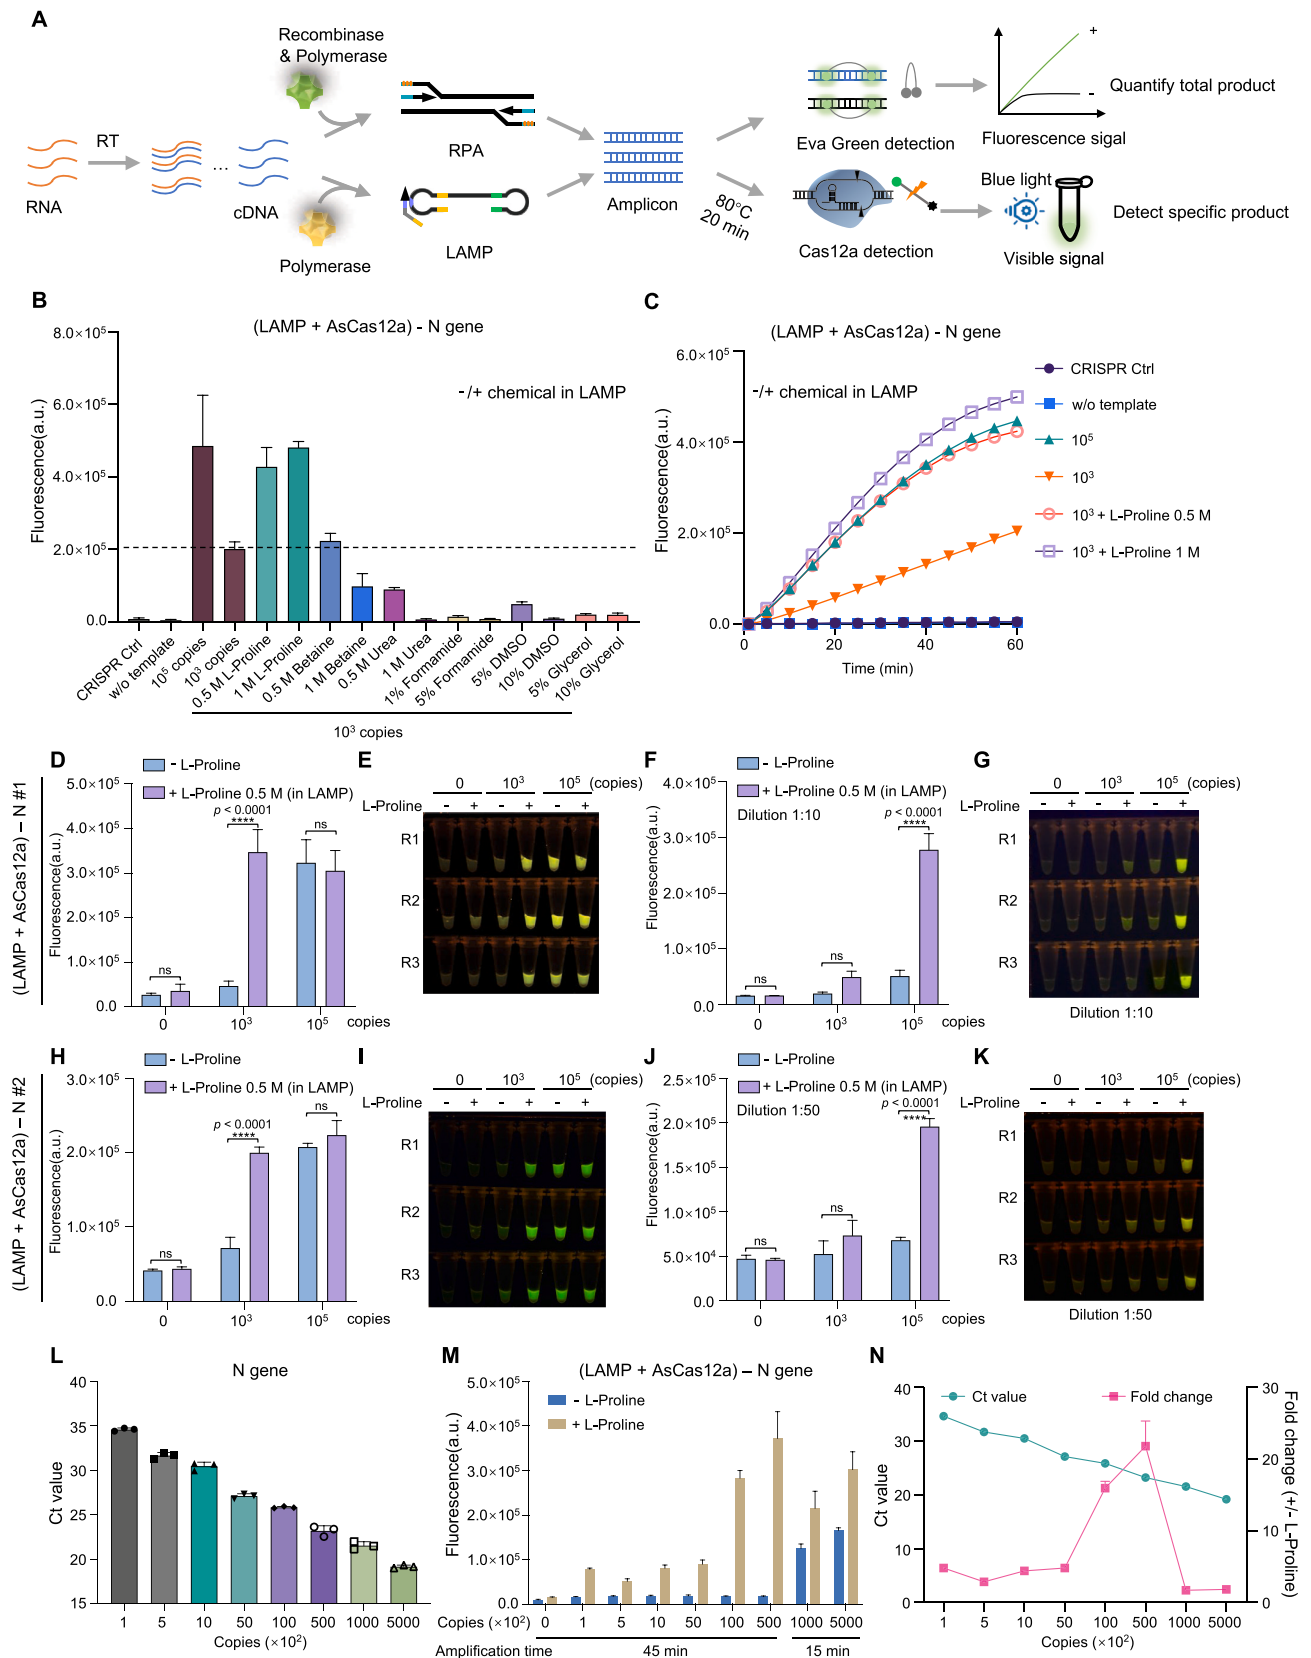 A
Recombinase
& Polymerase
RT
RNA
...
cDNA
Polymerase
RPA
LAMP
Amplicon
80°C
20 min
Eva Green detection
Cas12a detection
+
-
Fluorescence sigal
Quantify total product
Blue light
Visible signal
Detect specific product
B
(LAMP + AsCas12a) - N gene
-/+ chemical in LAMP
Fluorescence(a.u.)
8.0×10⁵
6.0×10⁵
4.0×10⁵
2.0×10⁵
0.0
CRISPR Ctrl
w/o template
10⁵ copies
10³ copies
0.5 M L-Proline
1 M L-Proline
0.5 M Betaine
1 M Betaine
0.5 M Urea
1 M Urea
1% Formamide
5% Formamide
5% DMSO
10% DMSO
5% Glycerol
10% Glycerol
10³ copies
C
(LAMP + AsCas12a) - N gene
-/+ chemical in LAMP
Fluorescence(a.u.)
6.0×10⁵
4.0×10⁵
2.0×10⁵
0.0
0 20 40 60
Time (min)
CRISPR Ctrl
w/o template
10⁵
10³
10³ + L-Proline 0.5 M
10³ + L-Proline 1 M
(LAMP + AsCas12a) – N #1
D
- L-Proline
+ L-Proline 0.5 M (in LAMP)
Fluorescence(a.u.)
5.0×10⁵
4.0×10⁵
3.0×10⁵
2.0×10⁵
1.0×10⁵
0.0
ns
p < 0.0001
****
ns
0 10³ 10⁵ copies
E
0 10³ 10⁵ (copies)
L-Proline - + - + - +
R1
R2
R3
F
- L-Proline
+ L-Proline 0.5 M (in LAMP)
Dilution 1:10
Fluorescence(a.u.)
4.0×10⁵
3.0×10⁵
2.0×10⁵
1.0×10⁵
0.0
ns
ns
p < 0.0001
****
0 10³ 10⁵ copies
G
0 10³ 10⁵ (copies)
L-Proline - + - + - +
R1
R2
R3
Dilution 1:10
(LAMP + AsCas12a) – N #2
H
- L-Proline
+ L-Proline 0.5 M (in LAMP)
Fluorescence(a.u.)
3.0×10⁵
2.0×10⁵
1.0×10⁵
0.0
ns
p < 0.0001
****
ns
0 10³ 10⁵ copies
I
0 10³ 10⁵ (copies)
L-Proline - + - + - +
R1
R2
R3
J
- L-Proline
+ L-Proline 0.5 M (in LAMP)
Dilution 1:50
Fluorescence(a.u.)
2.5×10⁵
2.0×10⁵
1.5×10⁵
1.0×10⁵
5.0×10⁴
0.0
ns
ns
p < 0.0001
****
0 10³ 10⁵ copies
K
0 10³ 10⁵ (copies)
L-Proline - + - + - +
R1
R2
R3
Dilution 1:50
L
N gene
Ct value
40
35
30
25
20
15
1 5 10 50 100 500 1000 5000
Copies (×10²)
M
(LAMP + AsCas12a) – N gene
- L-Proline
+ L-Proline
Fluorescence(a.u.)
5.0×10⁵
4.0×10⁵
3.0×10⁵
2.0×10⁵
1.0×10⁵
0.0
Copies (×10²) 0 1 5 10 50 100 500 1000 5000
Amplification time 45 min 15 min
N
Ct value
Fold change
Ct value
40
30
20
10
0
Fold change (+/- L-Proline)
30
20
10
0
1 5 10 50 100 500 1000 5000
Copies (×10²)